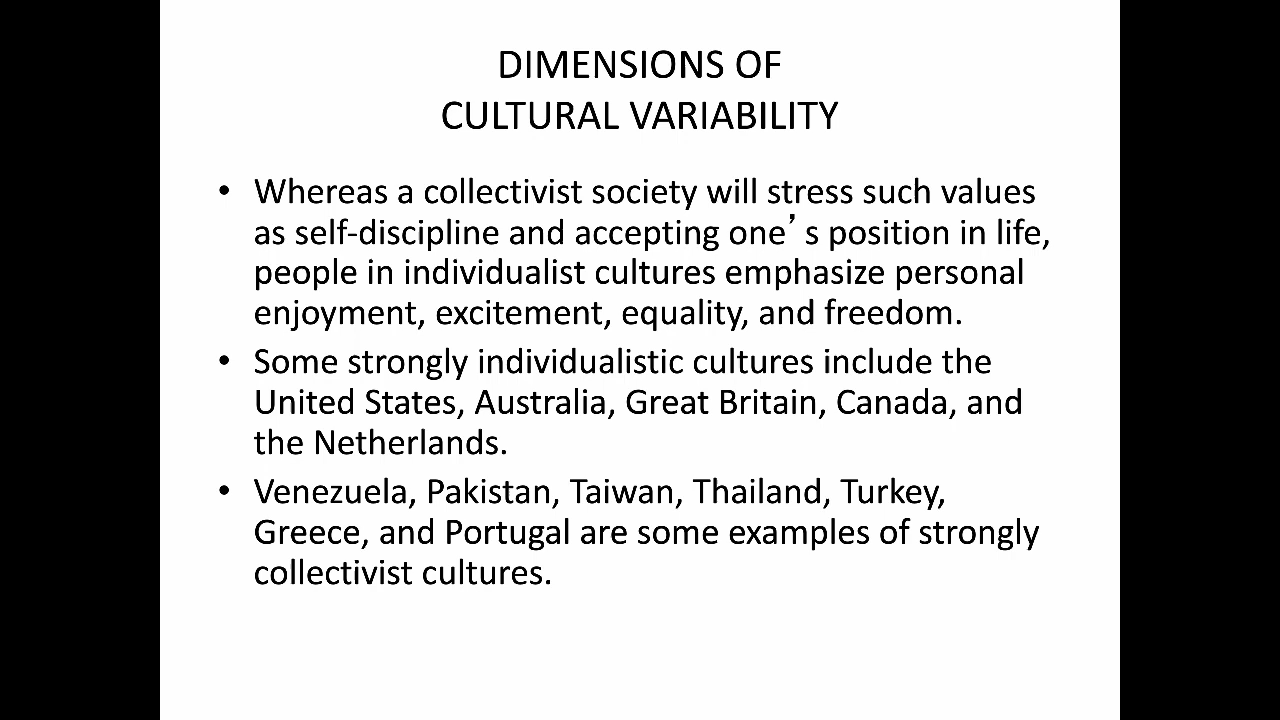 DIMENSIONS OF
CULTURAL VARIABILITY
• Whereas a collectivist society will stress such values
as self-discipline and accepting one’s position in life,
people in individualist cultures emphasize personal
enjoyment, excitement, equality, and freedom.
• Some strongly individualistic cultures include the
United States, Australia, Great Britain, Canada, and
the Netherlands.
• Venezuela, Pakistan, Taiwan, Thailand, Turkey,
Greece, and Portugal are some examples of strongly
collectivist cultures.